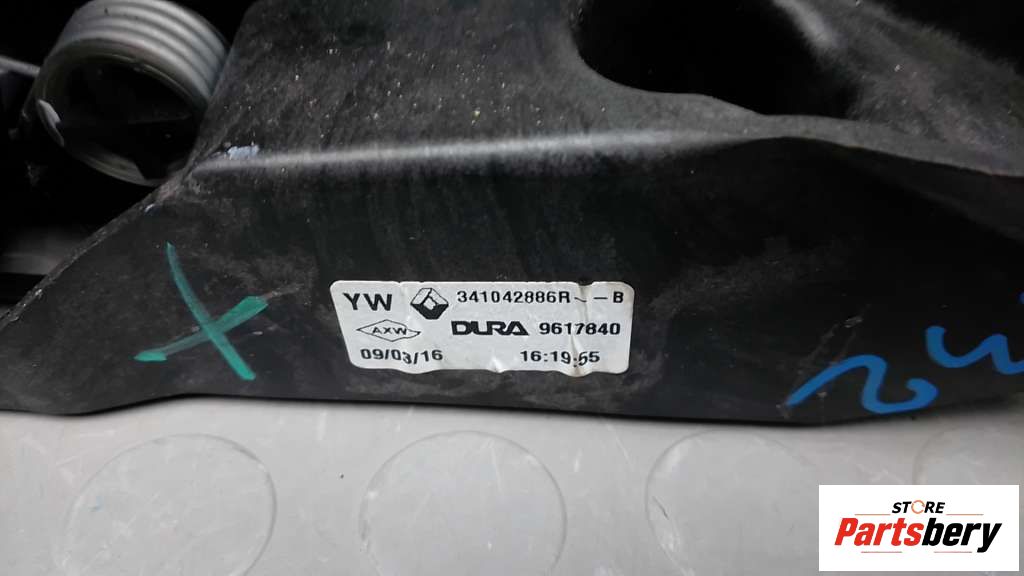 YW 341042886R--B
AXW DURA 9617840
09/03/16 16:19:55
STORE
Partsbery